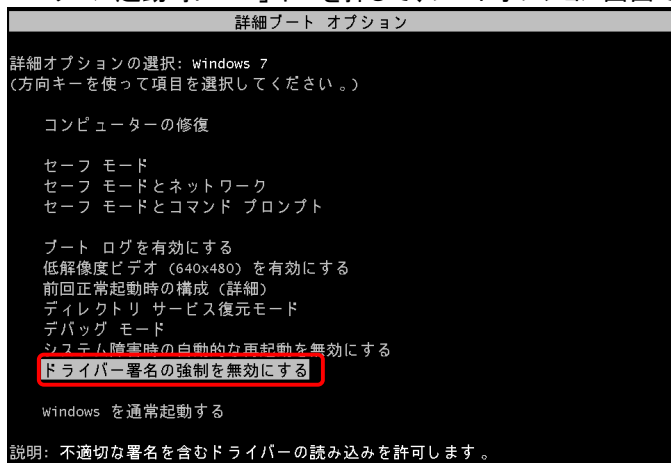 詳細ブート オプション
詳細オプションの選択: Windows 7
(方向キーを使って項目を選択してください。)
コンピューターの修復
セーフ モード
セーフ モードとネットワーク
セーフ モードとコマンド プロンプト
ブート ログを有効にする
低解像度ビデオ (640x480) を有効にする
前回正常起動時の構成 (詳細)
ディレクトリ サービス復元モード
デバッグ モード
システム障害時の自動的な再起動を無効にする
ドライバー署名の強制を無効にする
Windows を通常起動する
説明: 不適切な署名を含むドライバーの読み込みを許可します。